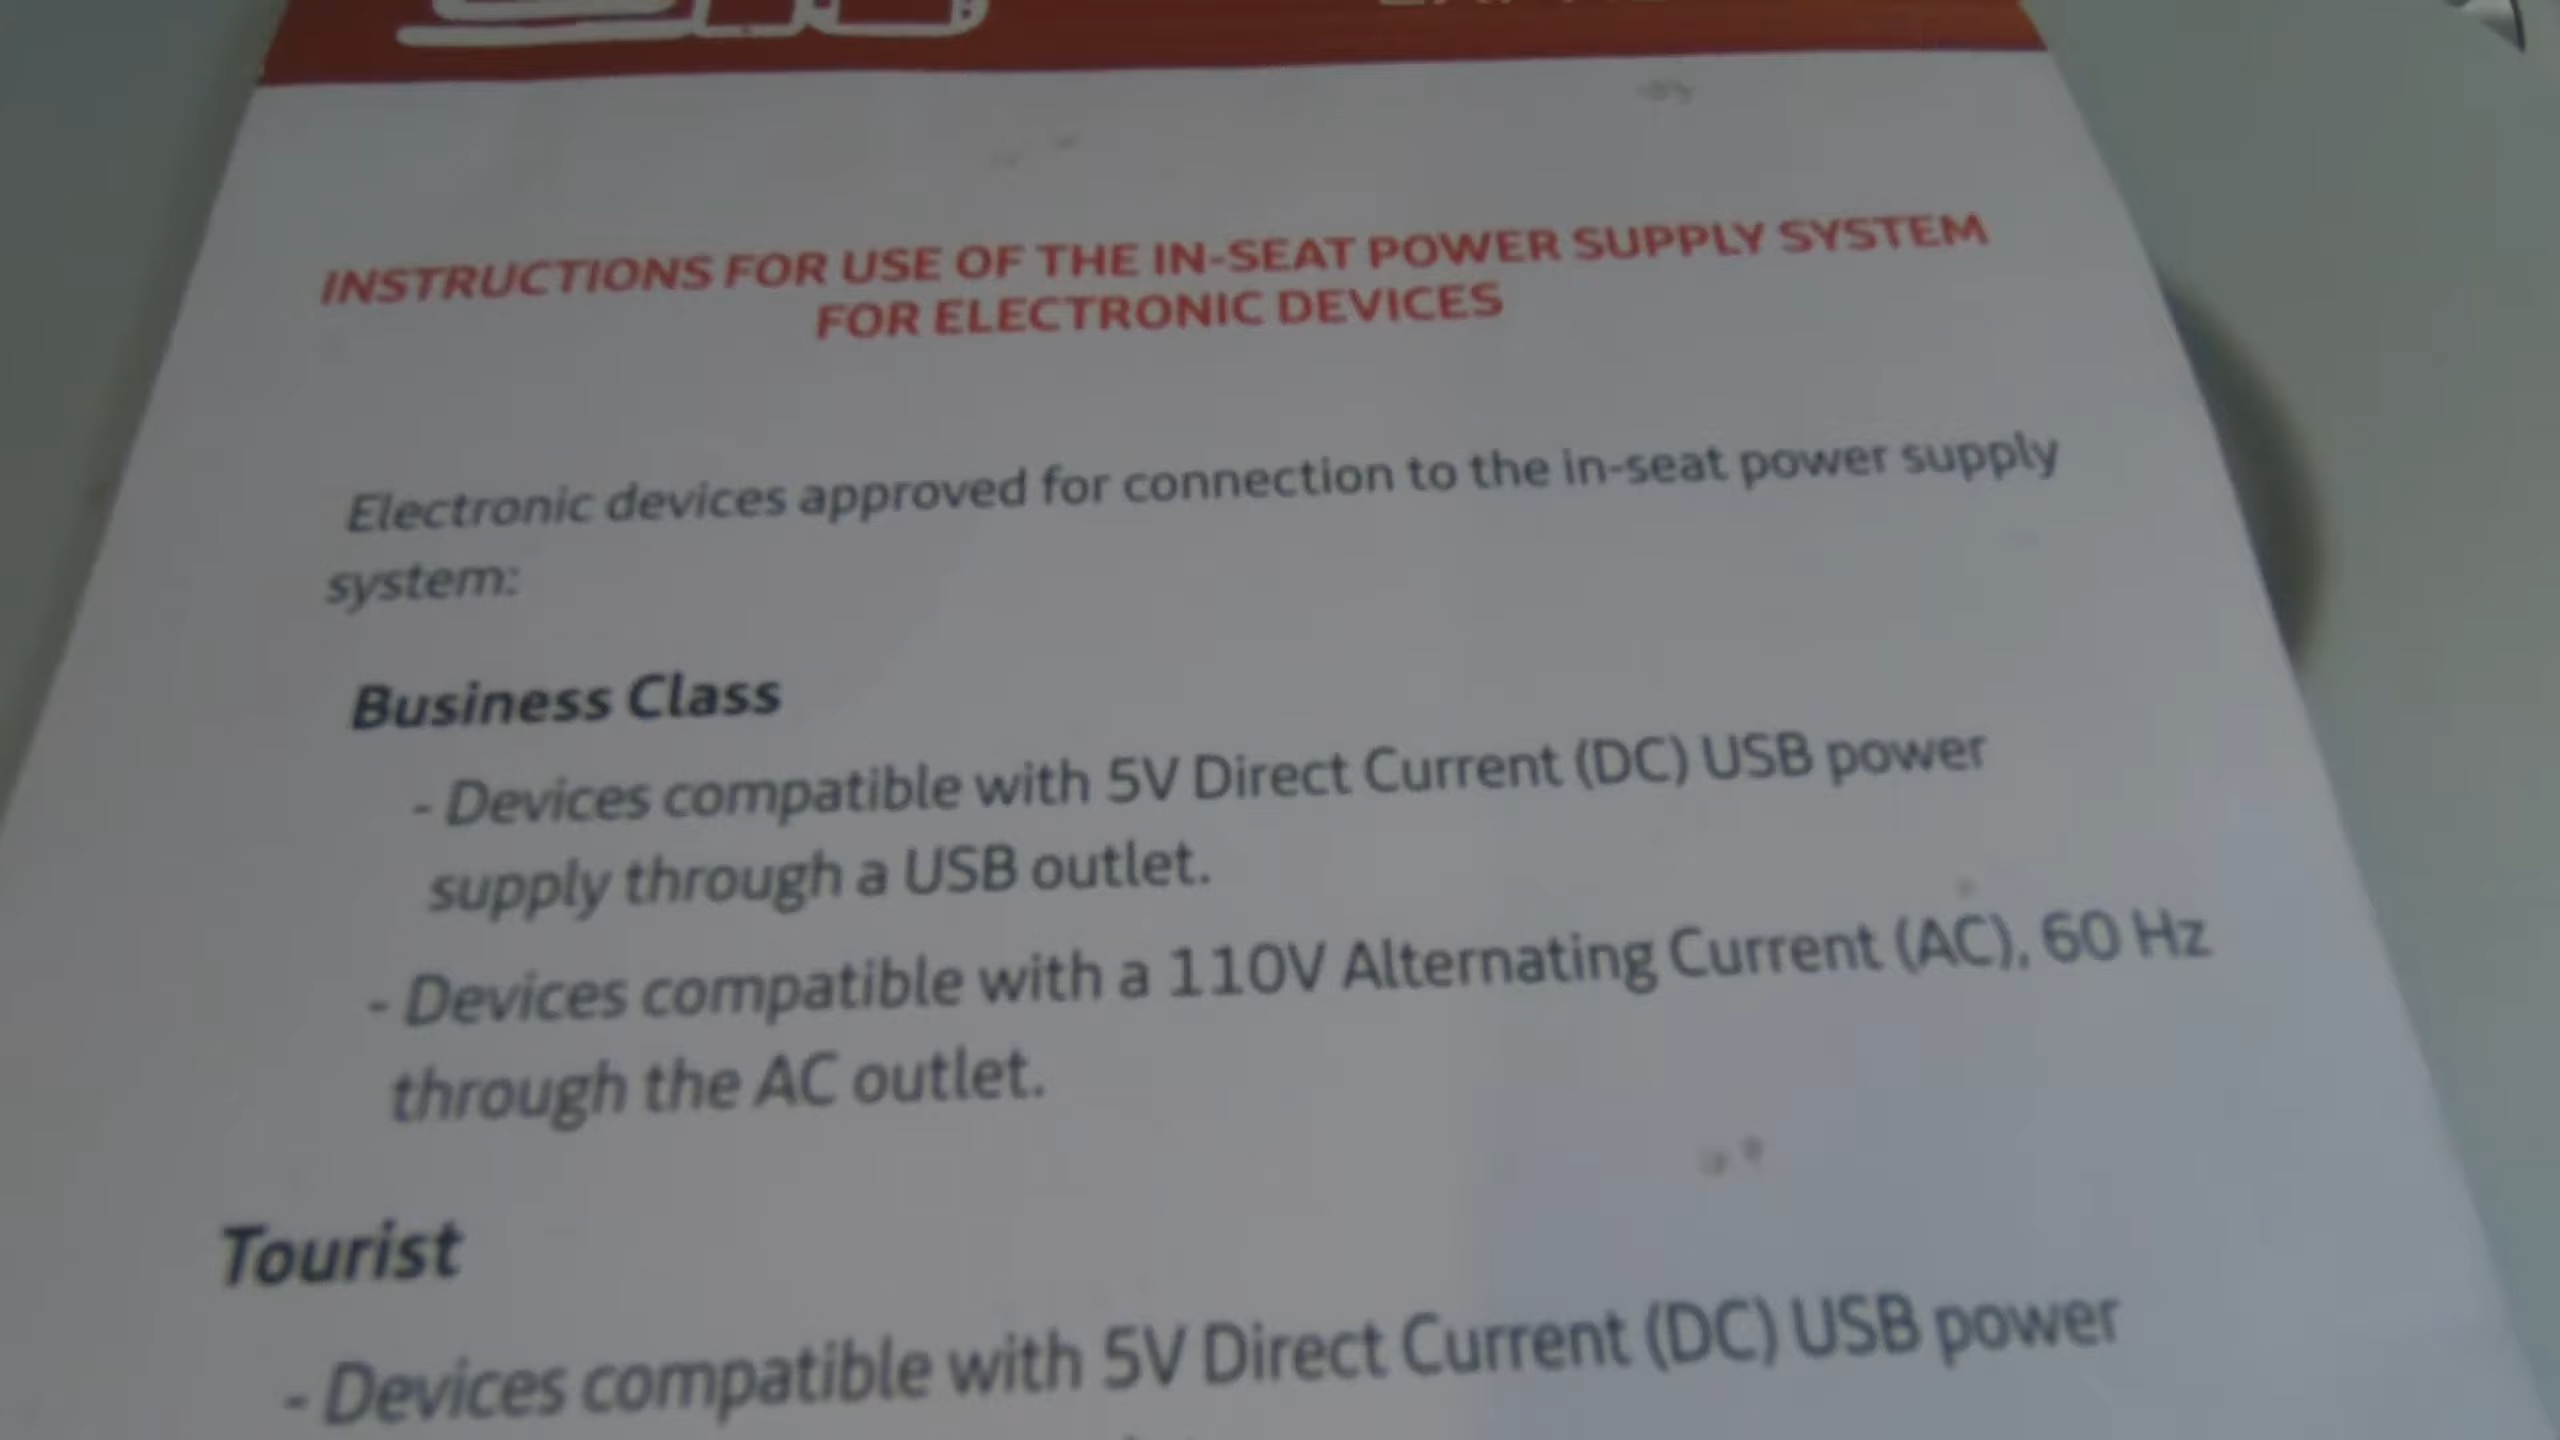 INSTRUCTIONS FOR USE OF THE IN-SEAT POWER SUPPLY SYSTEM
FOR ELECTRONIC DEVICES
Electronic devices approved for connection to the in-seat power supply
system:
Business Class
- Devices compatible with 5V Direct Current (DC) USB power
supply through a USB outlet.
- Devices compatible with a 110V Alternating Current (AC), 60 Hz
through the AC outlet.
Tourist
- Devices compatible with 5V Direct Current (DC) USB power